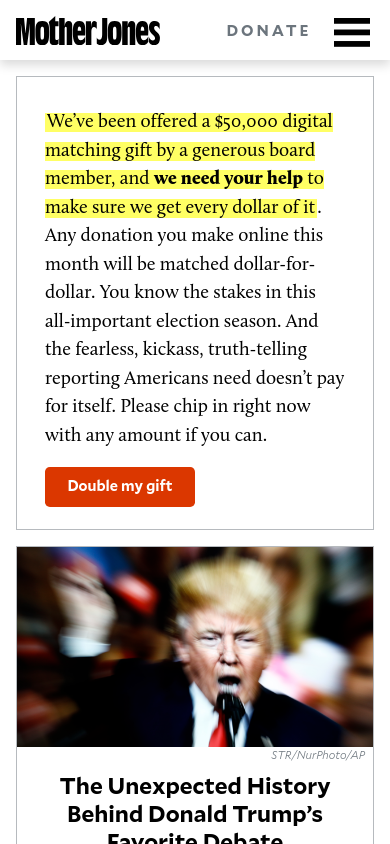 Mother Jones
DONATE
We've been offered a $50,000 digital
matching gift by a generous board
member, and we need your help to
make sure we get every dollar of it.
Any donation you make online this
month will be matched dollar-for-
dollar. You know the stakes in this
all-important election season. And
the fearless, kickass, truth-telling
reporting Americans need doesn't pay
for itself. Please chip in right now
with any amount if you can.
Double my gift
STR/NurPhoto/AP
The Unexpected History
Behind Donald Trump's
Favorite Debate